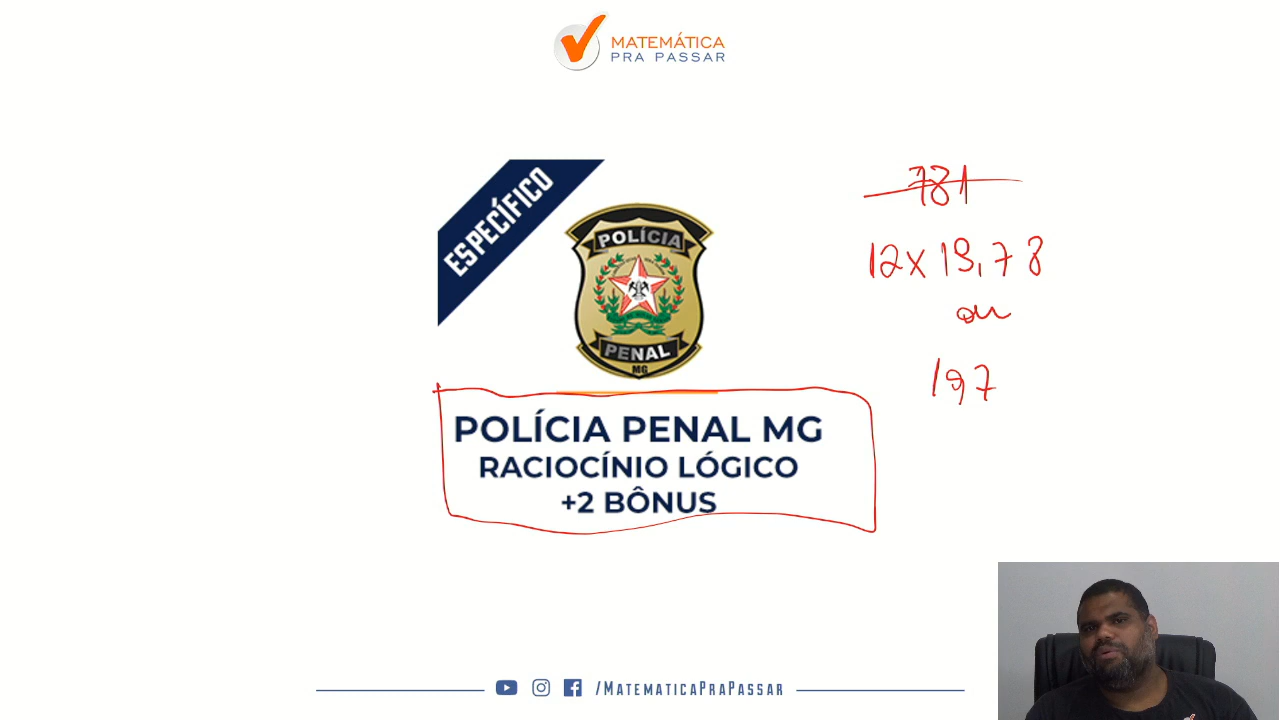 MATEMÁTICA
PRA PASSAR
ESPECÍFICO
POLÍCIA
PENAL
MG
781
12x 19,78
ou
197
POLÍCIA PENAL MG
RACIOCÍNIO LÓGICO
+2 BÔNUS
/MATEMATICAPRAPASSAR